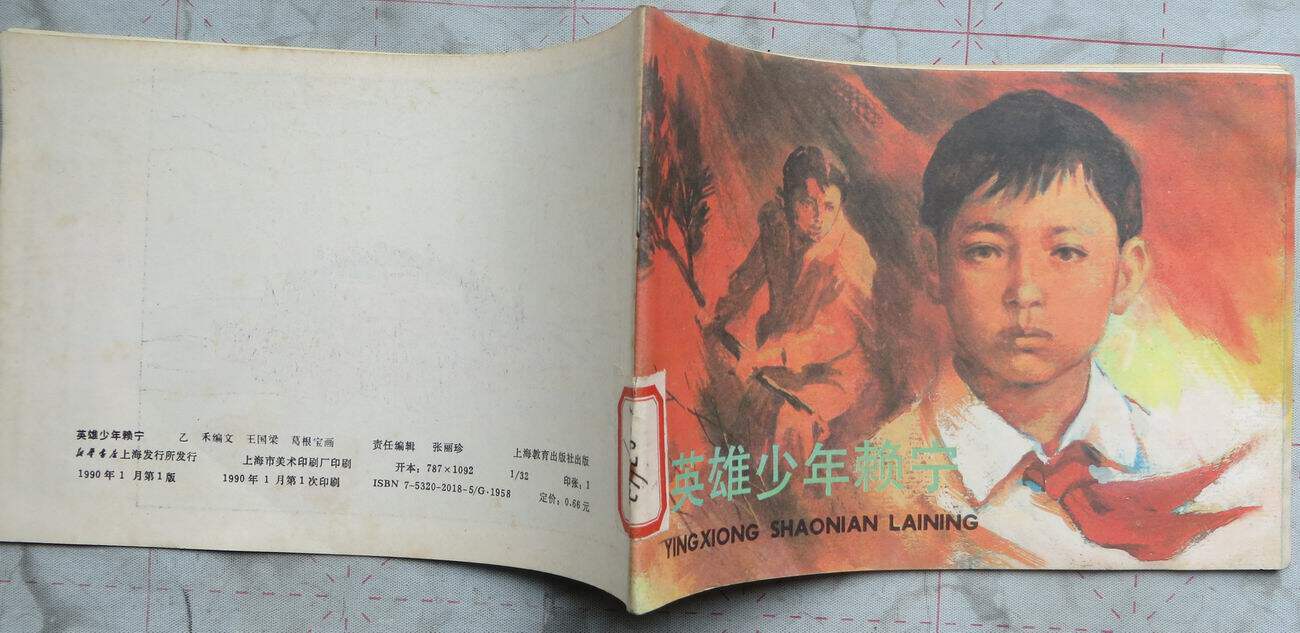 英雄少年赖宁
YINGXIONG SHAONIAN LAINING
英雄少年赖宁 乙 禾编文 王国梁 葛根宝画 责任编辑 张丽珍 上海教育出版社出版
新华书店上海发行所发行 上海市美术印刷厂印刷 开本:787×1092 1/32 印张:1
1990年1月第1版 1990年1月第1次印刷 ISBN 7-5320-2018-5/G·1958 定价:0.66元